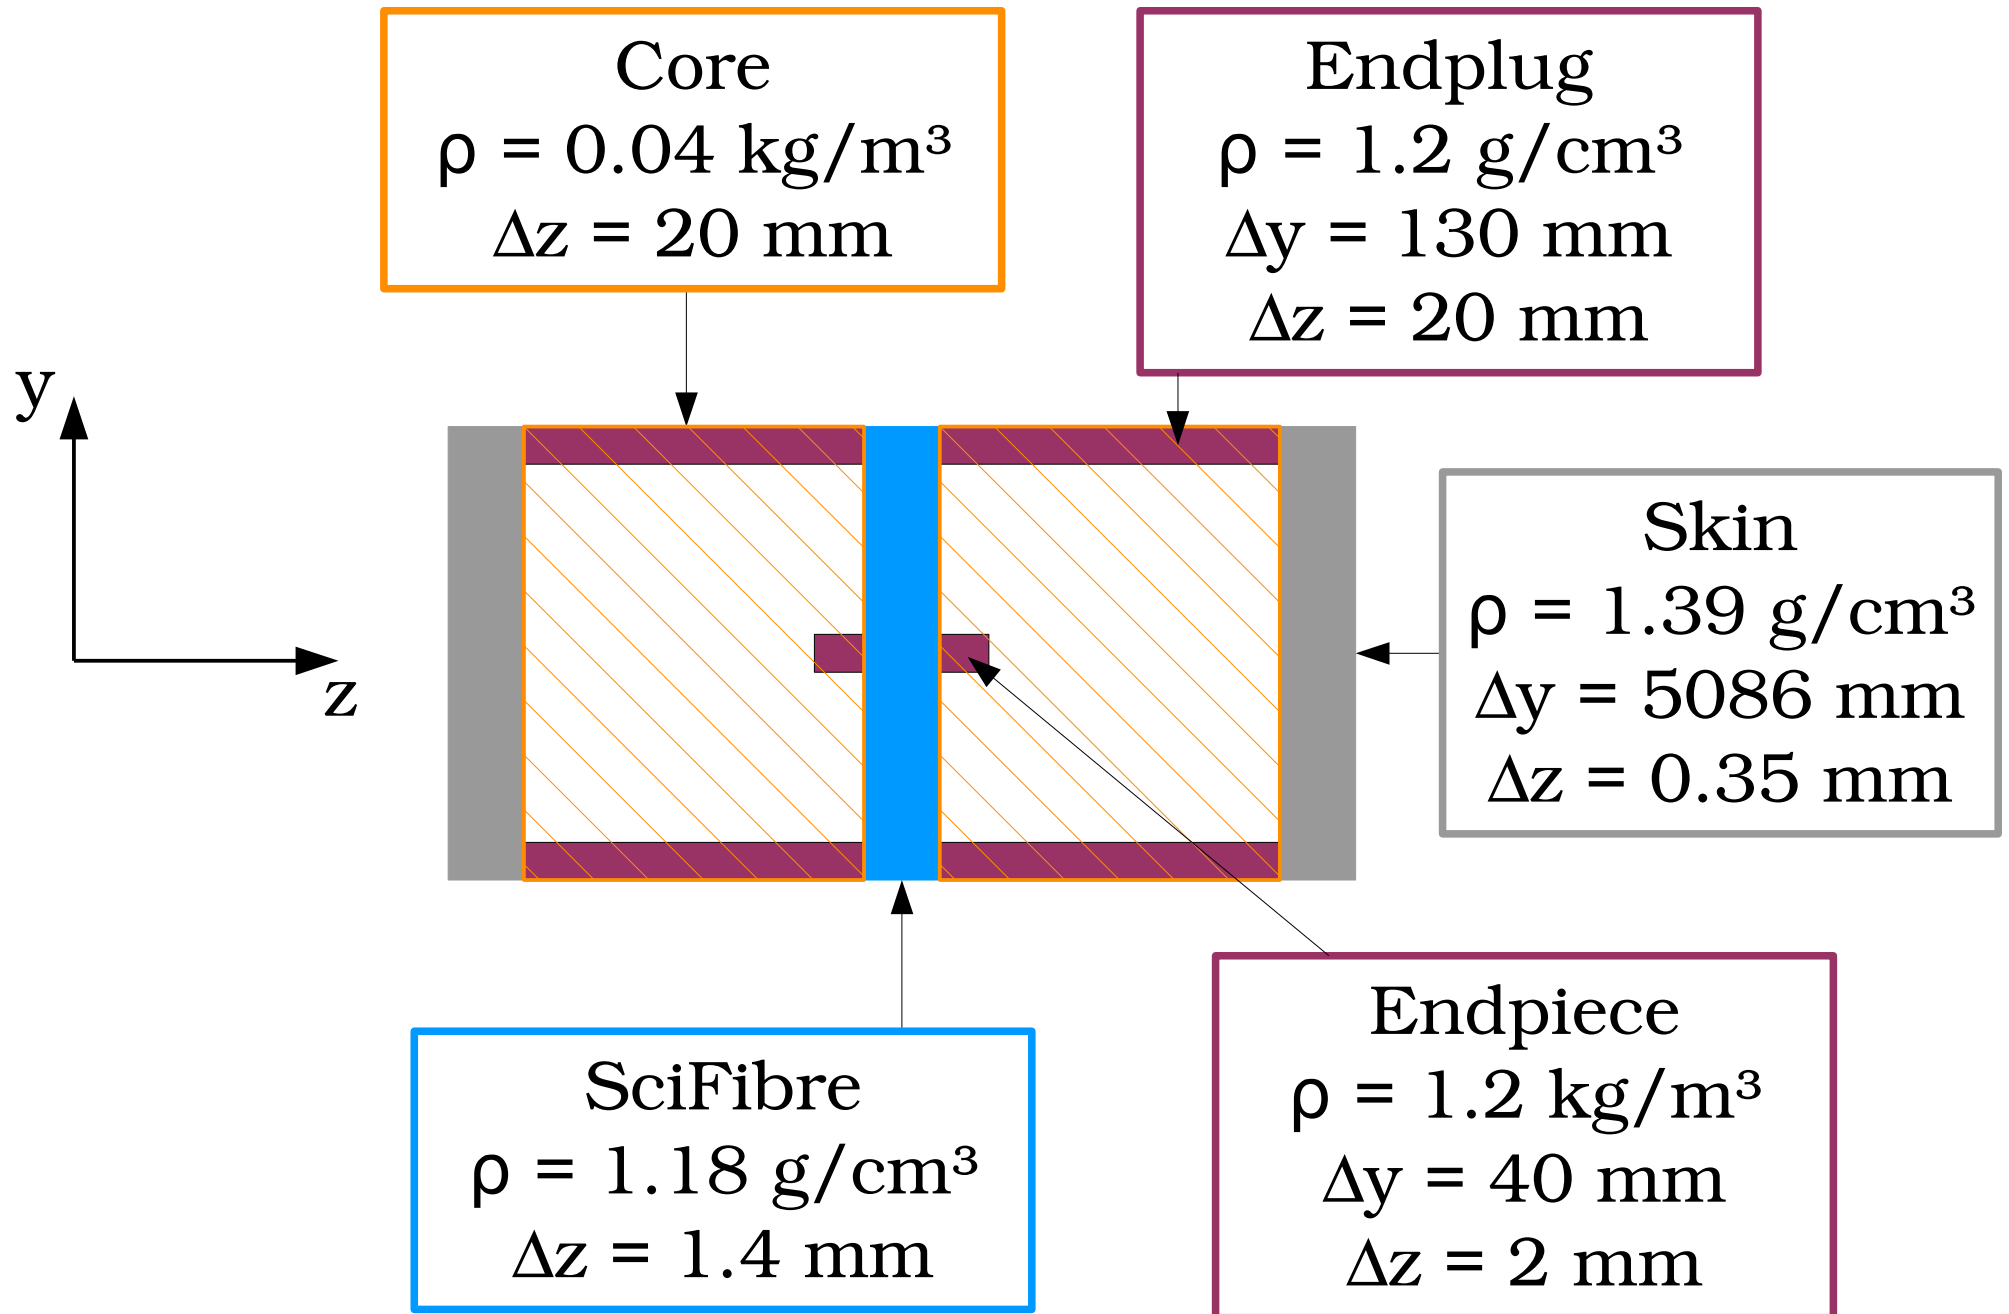 Core
ρ = 0.04 kg/m³
Δz = 20 mm
Endplug
ρ = 1.2 g/cm³
Δy = 130 mm
Δz = 20 mm
y
z
Skin
ρ = 1.39 g/cm³
Δy = 5086 mm
Δz = 0.35 mm
SciFibre
ρ = 1.18 g/cm³
Δz = 1.4 mm
Endpiece
ρ = 1.2 kg/m³
Δy = 40 mm
Δz = 2 mm